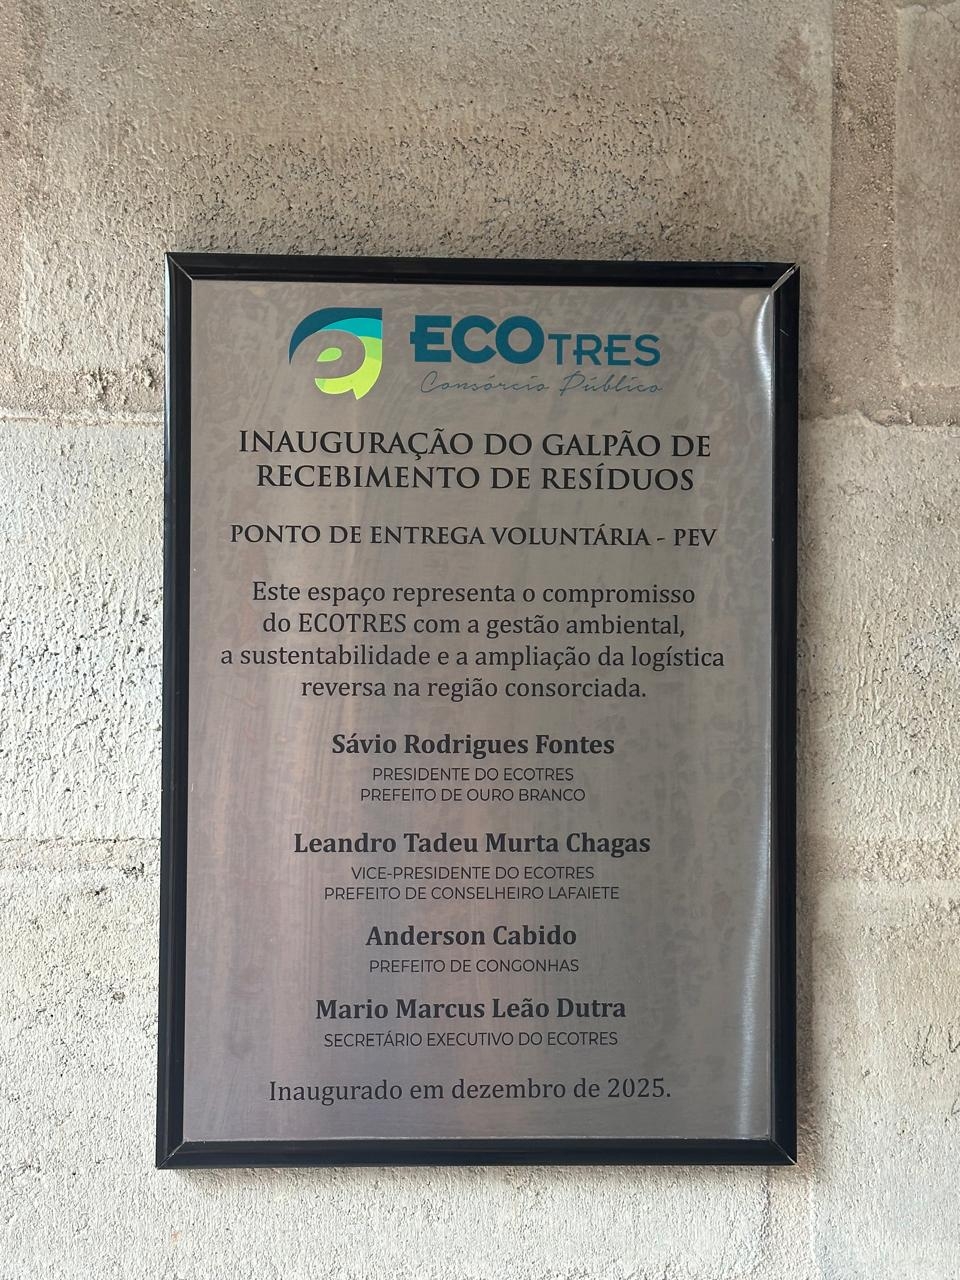 ECOTRES
Consórcio Público
INAUGURAÇÃO DO GALPÃO DE
RECEBIMENTO DE RESÍDUOS
PONTO DE ENTREGA VOLUNTÁRIA - PEV
Este espaço representa o compromisso
do ECOTRES com a gestão ambiental,
a sustentabilidade e a ampliação da logística
reversa na região consorciada.
Sávio Rodrigues Fontes
PRESIDENTE DO ECOTRES
PREFEITO DE OURO BRANCO
Leandro Tadeu Murta Chagas
VICE-PRESIDENTE DO ECOTRES
PREFEITO DE CONSELHEIRO LAFAIETE
Anderson Cabido
PREFEITO DE CONGONHAS
Mario Marcus Leão Dutra
SECRETÁRIO EXECUTIVO DO ECOTRES
Inaugurado em dezembro de 2025.